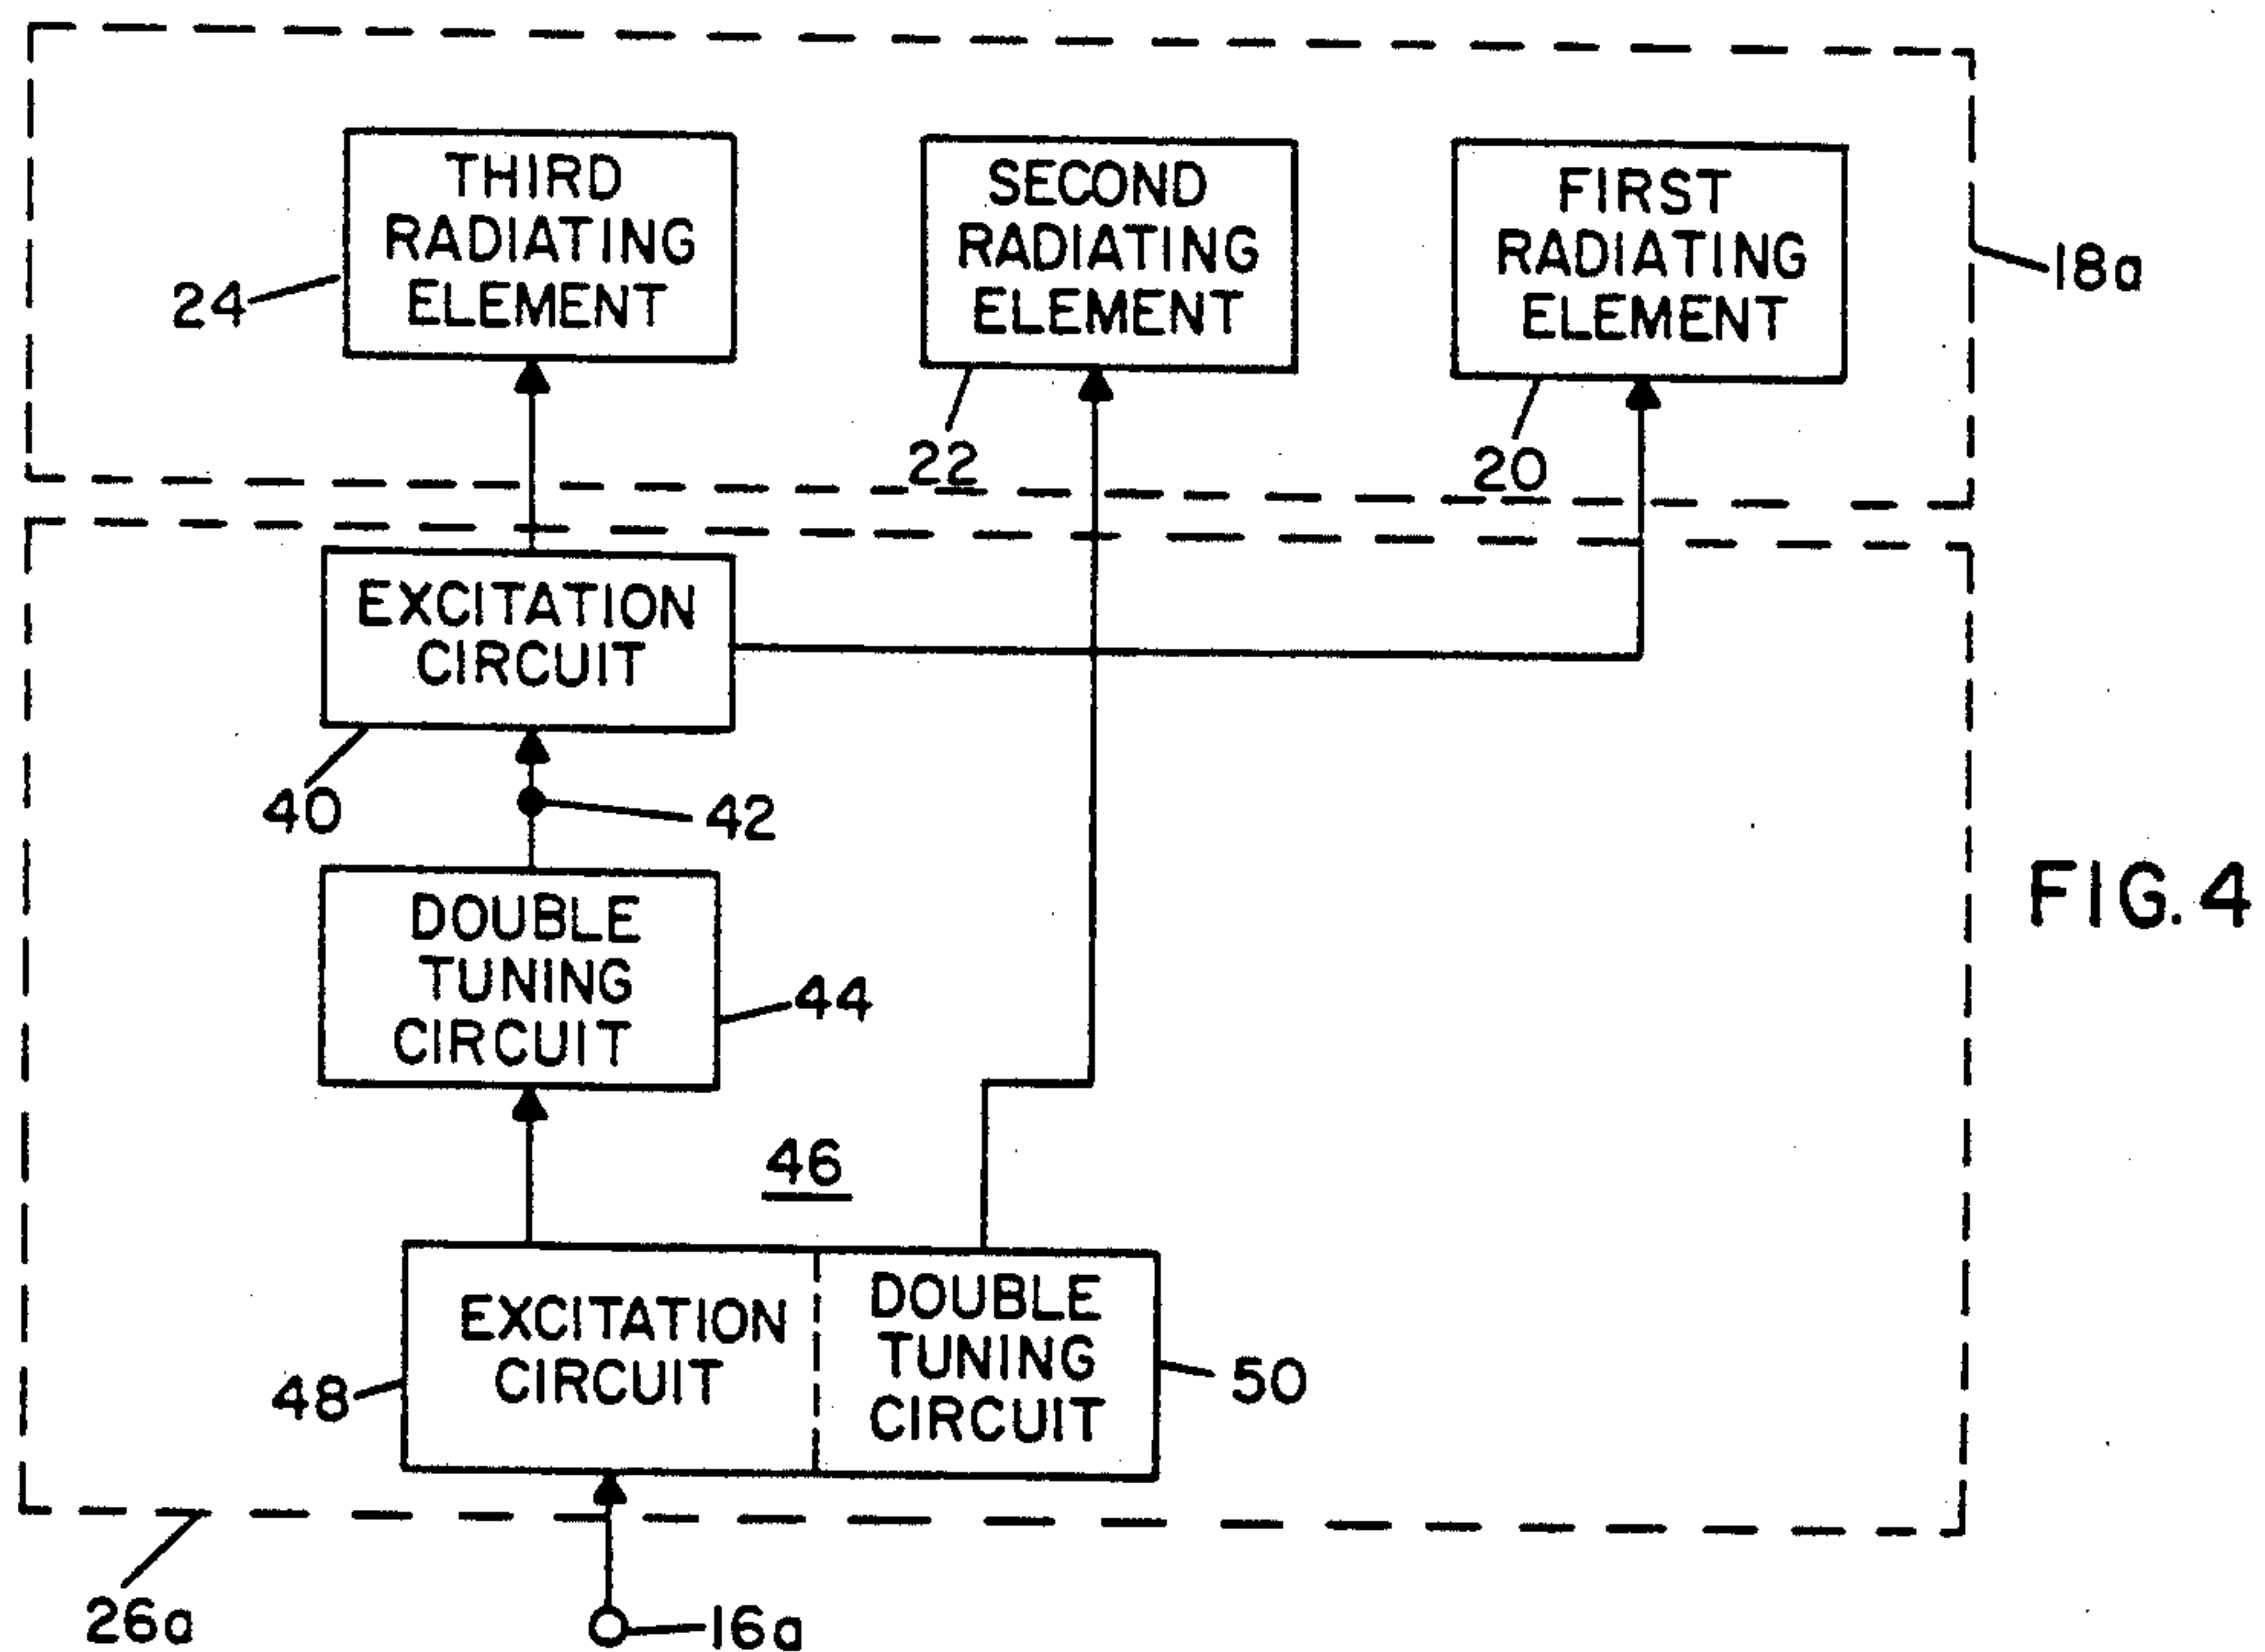 THIRD
RADIATING
ELEMENT
SECOND
RADIATING
ELEMENT
FIRST
RADIATING
ELEMENT
18a
24
22
20
EXCITATION
CIRCUIT
40
42
DOUBLE
TUNING
CIRCUIT
44
FIG. 4
46
EXCITATION
CIRCUIT
DOUBLE
TUNING
CIRCUIT
48
50
26a
16a